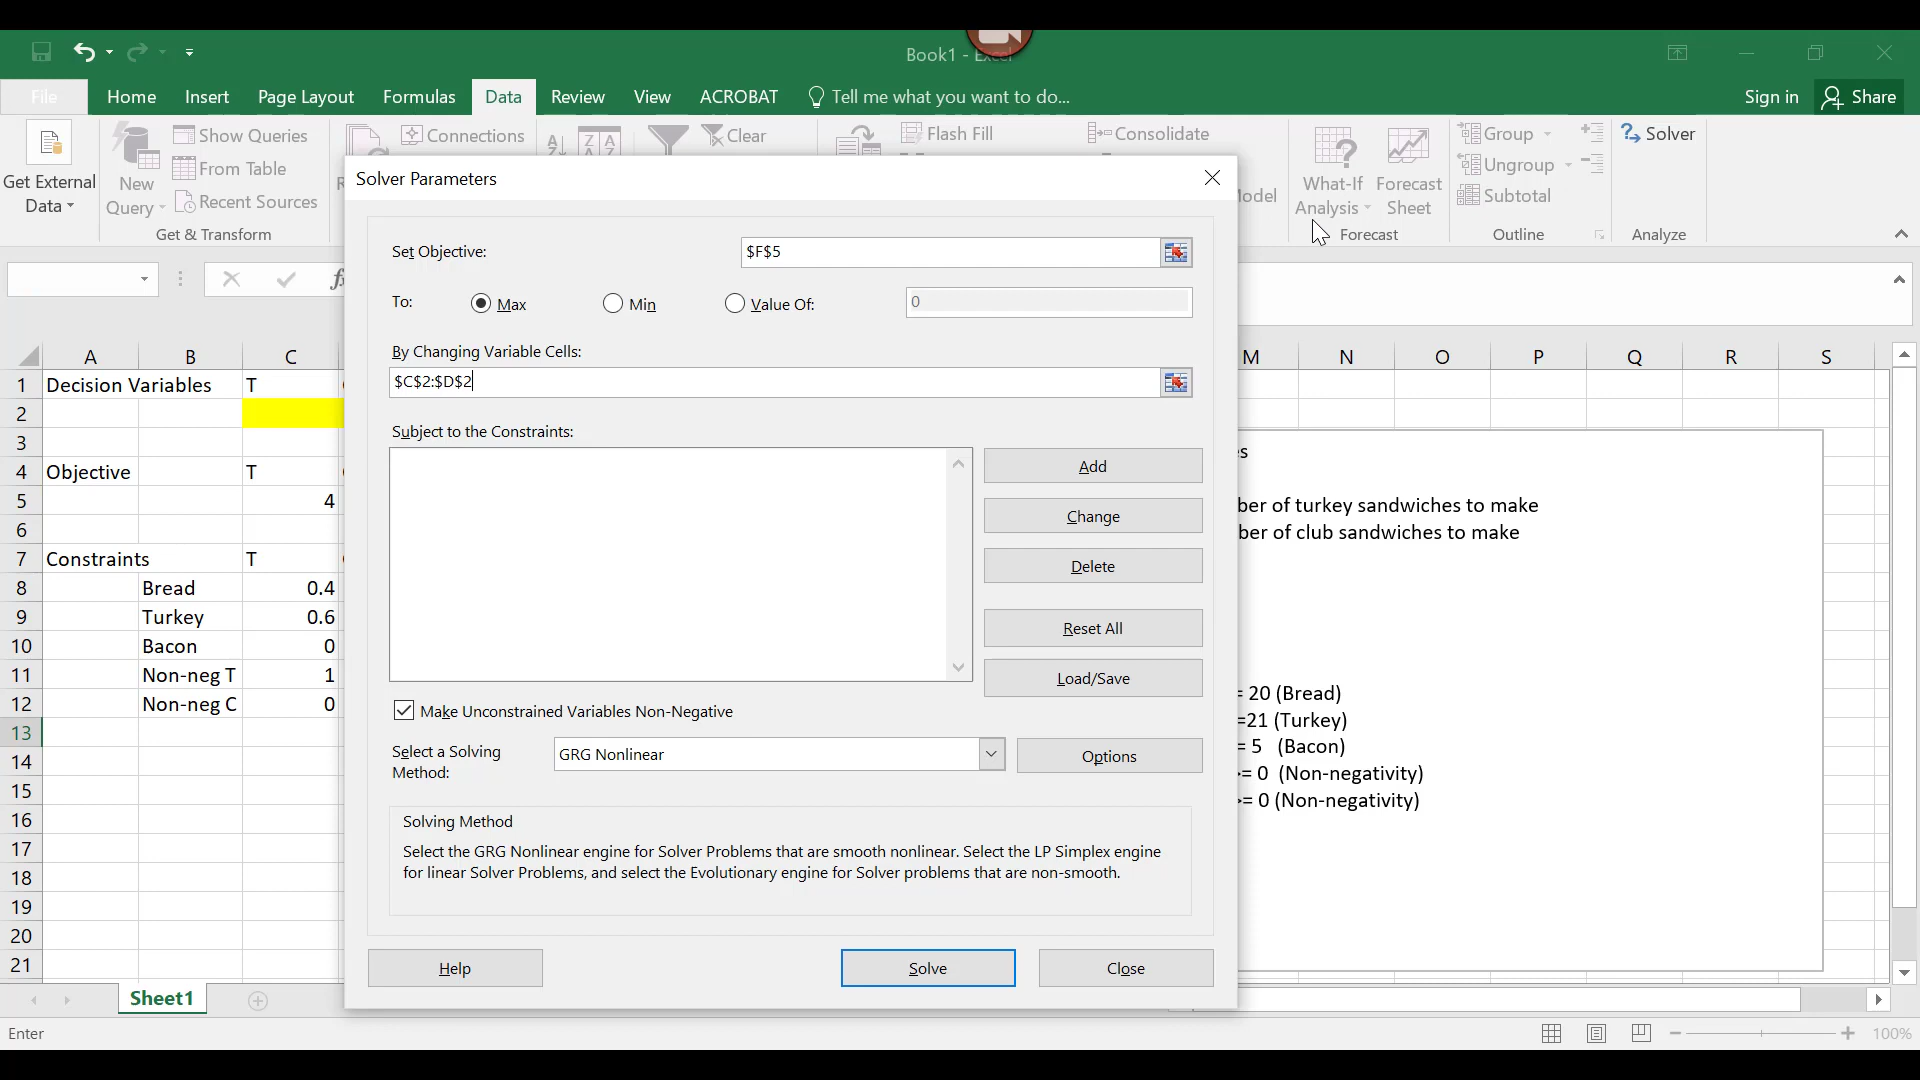 Book1 - Excel
File Home Insert Page Layout Formulas Data Review View ACROBAT Tell me what you want to do... Sign in Share
Get External Data
New Query
Show Queries
From Table
Recent Sources
Get & Transform
Connections
Clear
Flash Fill
Consolidate
What-If Analysis
Forecast Sheet
Forecast
Group
Ungroup
Subtotal
Outline
Solver
Analyze
Solver Parameters
Set Objective: $F$5
To: Max Min Value Of: 0
By Changing Variable Cells:
$C$2:$D$2
Subject to the Constraints:
Add
Change
Delete
Reset All
Load/Save
Make Unconstrained Variables Non-Negative
Select a Solving
Method:
GRG Nonlinear
Options
Solving Method
Select the GRG Nonlinear engine for Solver Problems that are smooth nonlinear. Select the LP Simplex engine
for linear Solver Problems, and select the Evolutionary engine for Solver problems that are non-smooth.
Help Solve Close
A B C M N O P Q R S
1 Decision Variables T
2
3
4 Objective T
5 4
6
7 Constraints T
8 Bread 0.4
9 Turkey 0.6
10 Bacon 0
11 Non-neg T 1
12 Non-neg C 0
13
14
15
16
17
18
19
20
21
es
ber of turkey sandwiches to make
ber of club sandwiches to make
= 20 (Bread)
=21 (Turkey)
= 5 (Bacon)
>= 0 (Non-negativity)
>= 0 (Non-negativity)
Sheet1
Enter
100%